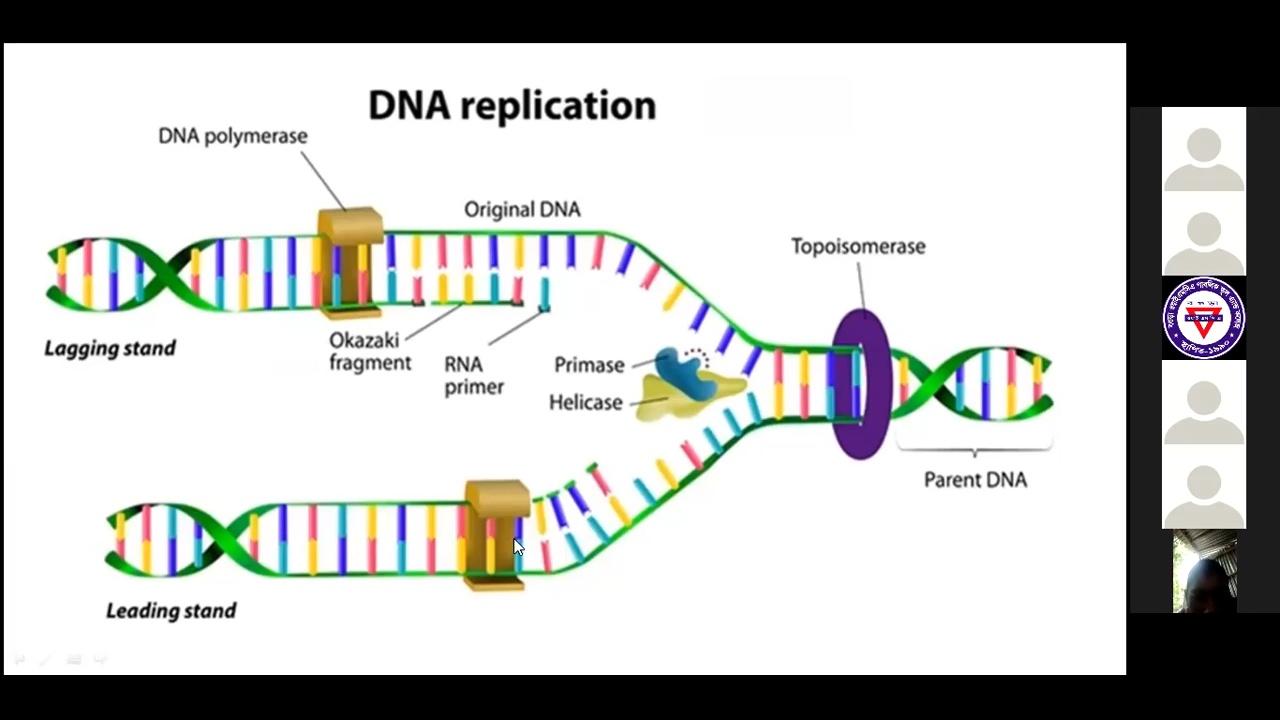 DNA replication
DNA polymerase
Original DNA
Topoisomerase
Okazaki
fragment
RNA
primer
Lagging stand
Primase
Helicase
Parent DNA
Leading stand